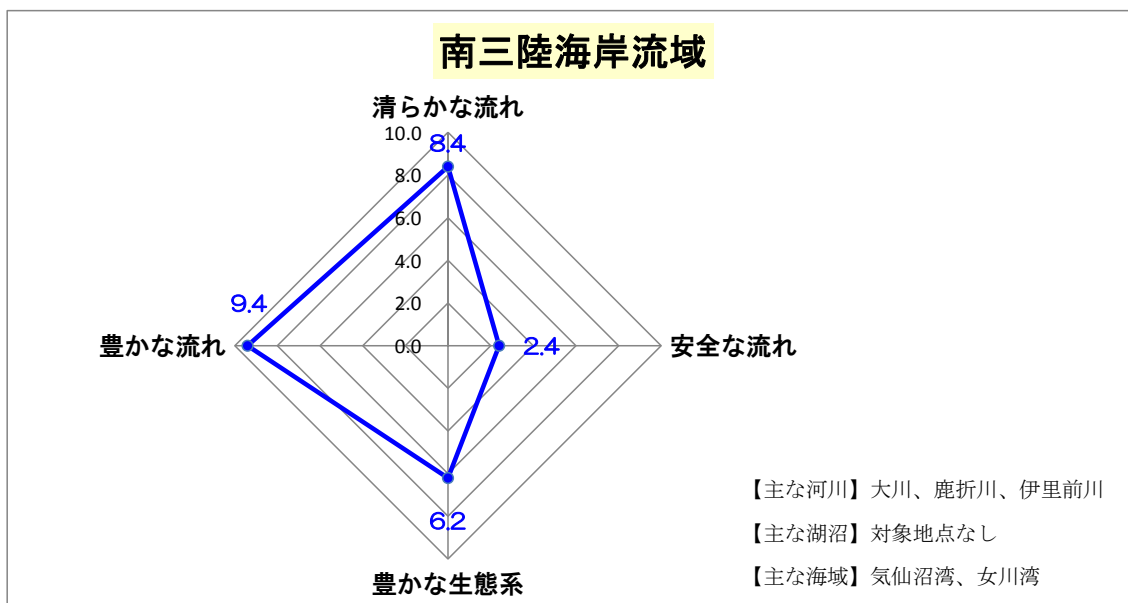 南三陸海岸流域
清らかな流れ
10.0
8.4
8.0
6.0
4.0
2.0
0.0
9.4
豊かな流れ
2.4
安全な流れ
6.2
豊かな生態系
【主な河川】大川、鹿折川、伊里前川
【主な湖沼】対象地点なし
【主な海域】気仙沼湾、女川湾